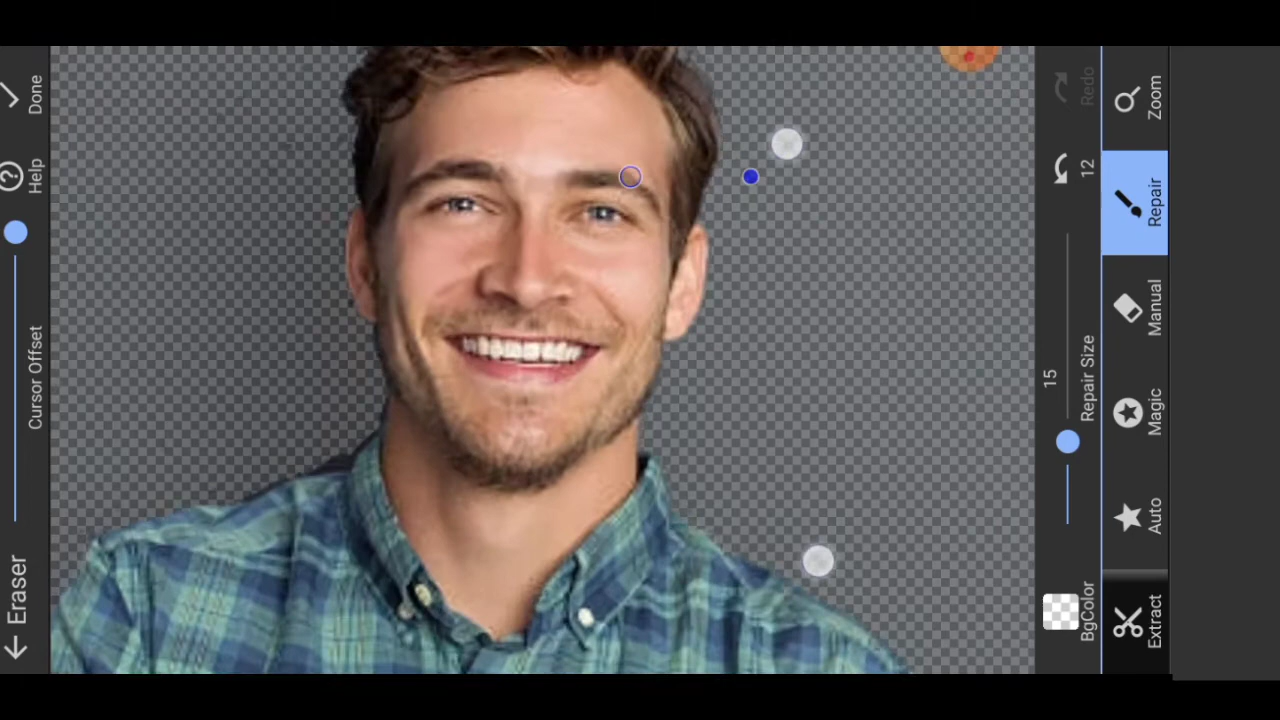 ← Eraser
Cursor Offset
Help
Done
BgColor
Repair Size
15
12
Redo
Extract
Auto
Magic
Manual
Repair
Zoom